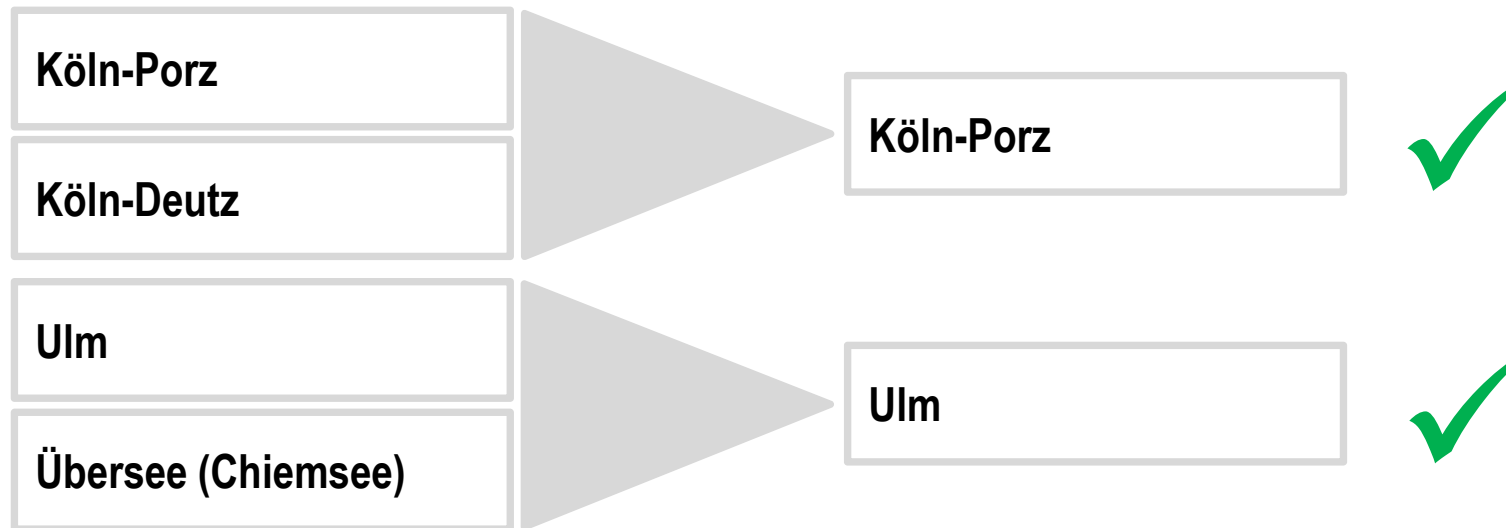 Köln-Porz
Köln-Deutz
Köln-Porz
Ulm
Übersee (Chiemsee)
Ulm